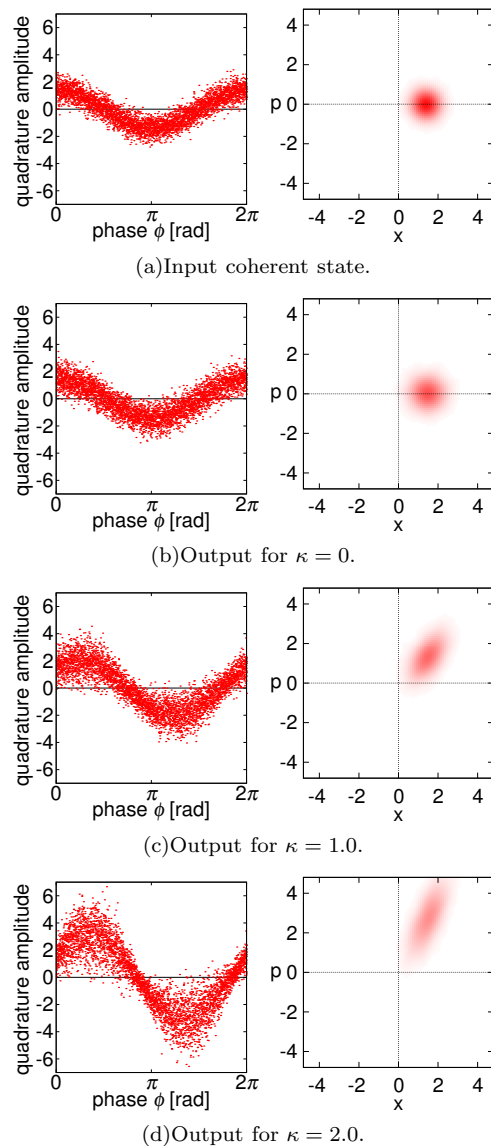 quadrature amplitude
6
4
2
0
-2
-4
-6
0
π
2π
phase ϕ [rad]
p
4
2
0
-2
-4
-4
-2
0
2
4
x
(a)Input coherent state.
quadrature amplitude
6
4
2
0
-2
-4
-6
0
π
2π
phase ϕ [rad]
p
4
2
0
-2
-4
-4
-2
0
2
4
x
(b)Output for κ = 0.
quadrature amplitude
6
4
2
0
-2
-4
-6
0
π
2π
phase ϕ [rad]
p
4
2
0
-2
-4
-4
-2
0
2
4
x
(c)Output for κ = 1.0.
quadrature amplitude
6
4
2
0
-2
-4
-6
0
π
2π
phase ϕ [rad]
p
4
2
0
-2
-4
-4
-2
0
2
4
x
(d)Output for κ = 2.0.